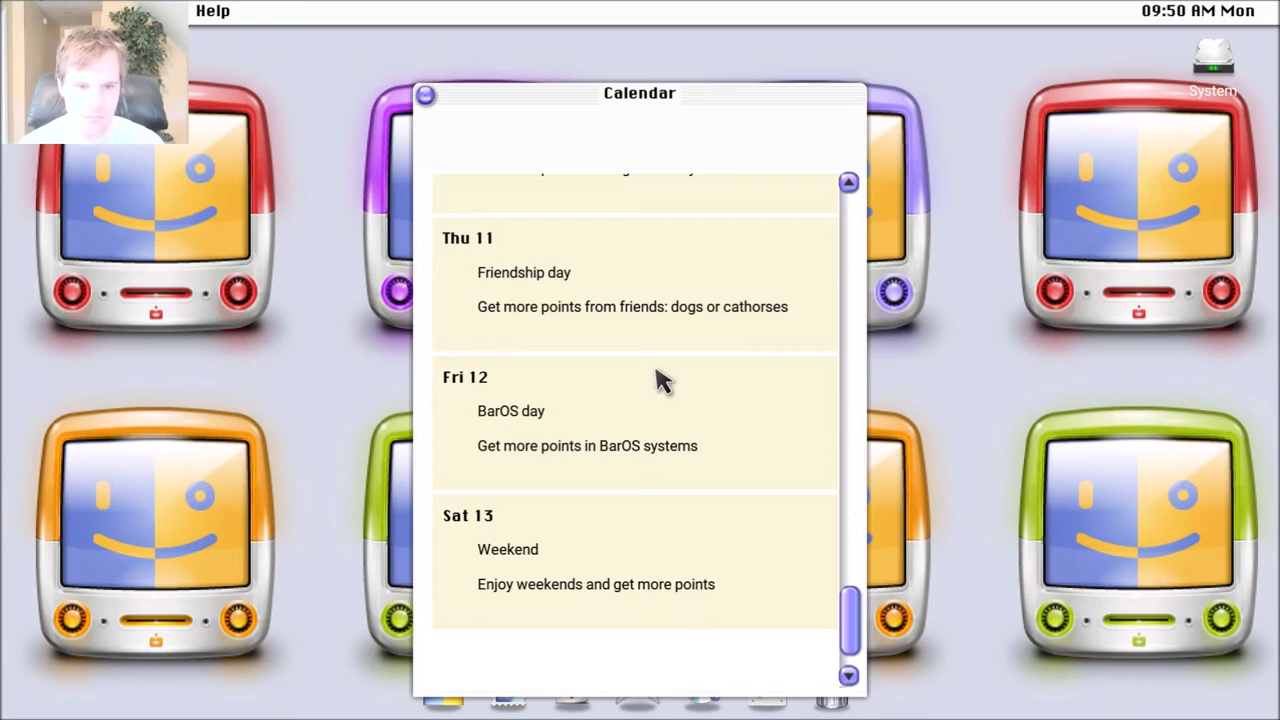 Help
09:50 AM Mon
System
Calendar
Thu 11
Friendship day
Get more points from friends: dogs or cathorses
Fri 12
BarOS day
Get more points in BarOS systems
Sat 13
Weekend
Enjoy weekends and get more points